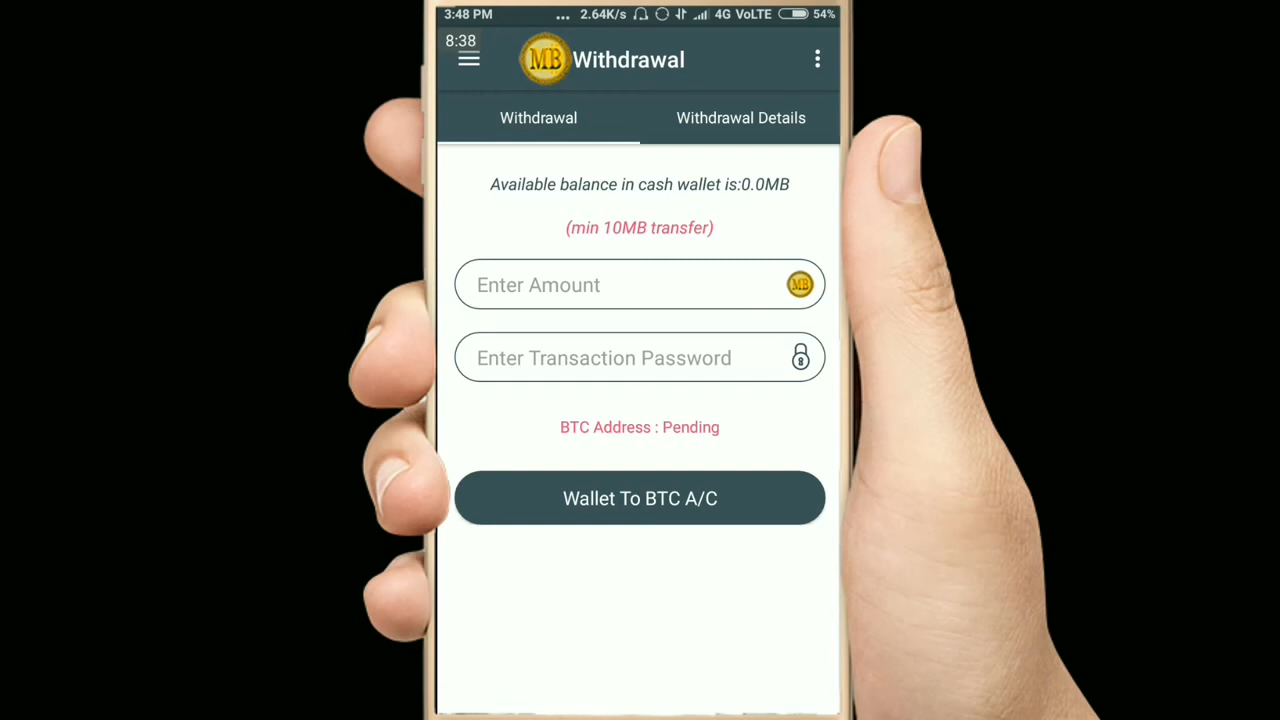 3:48 PM ... 2.64K/s 4G VoLTE 54%
8:38
MB Withdrawal
Withdrawal Withdrawal Details
Available balance in cash wallet is:0.0MB
(min 10MB transfer)
Enter Amount MB
Enter Transaction Password
BTC Address : Pending
Wallet To BTC A/C